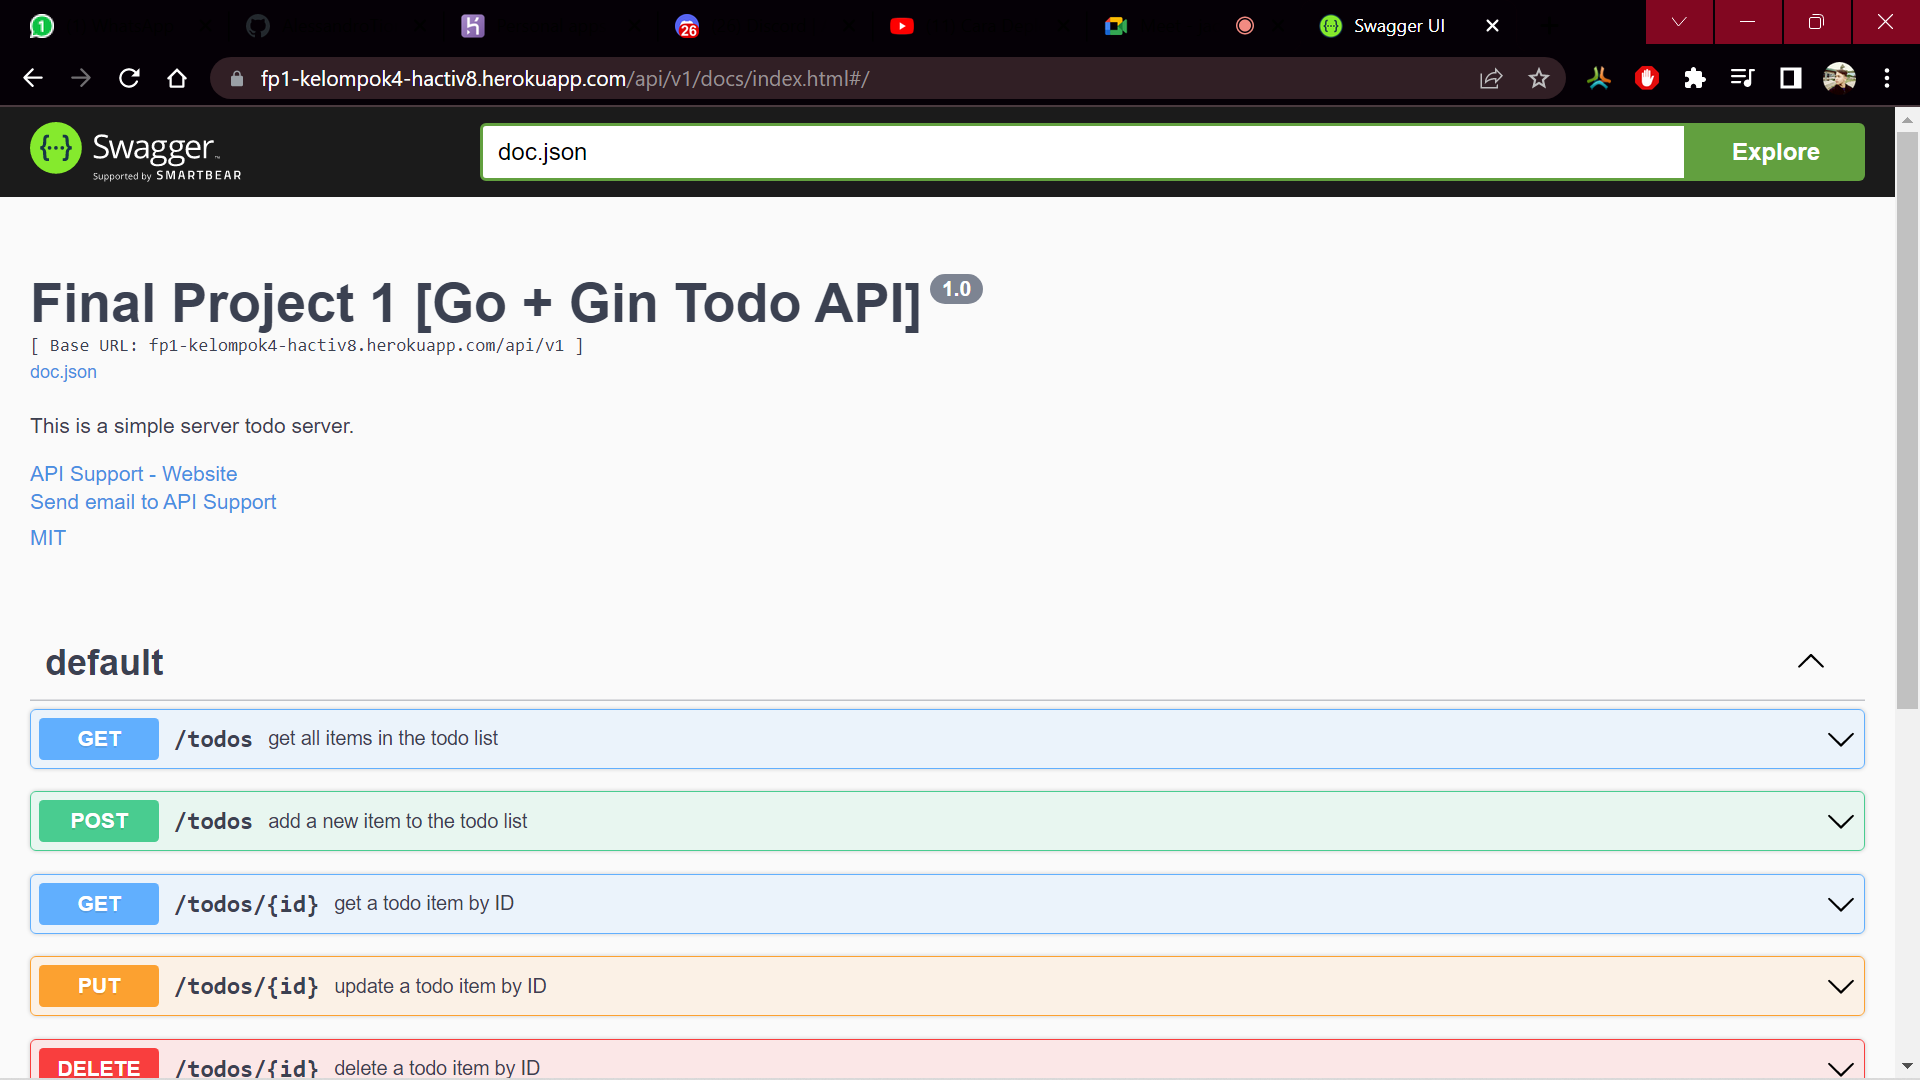 1
26
Swagger UI
fp1-kelompok4-hactiv8.herokuapp.com/api/v1/docs/index.html#/
Swagger
Supported by SMARTBEAR
doc.json
Explore
Final Project 1 [Go + Gin Todo API] 1.0
[ Base URL: fp1-kelompok4-hactiv8.herokuapp.com/api/v1 ]
doc.json
This is a simple server todo server.
API Support - Website
Send email to API Support
MIT
default
GET /todos get all items in the todo list
POST /todos add a new item to the todo list
GET /todos/{id} get a todo item by ID
PUT /todos/{id} update a todo item by ID
DELETE /todos/{id} delete a todo item by ID